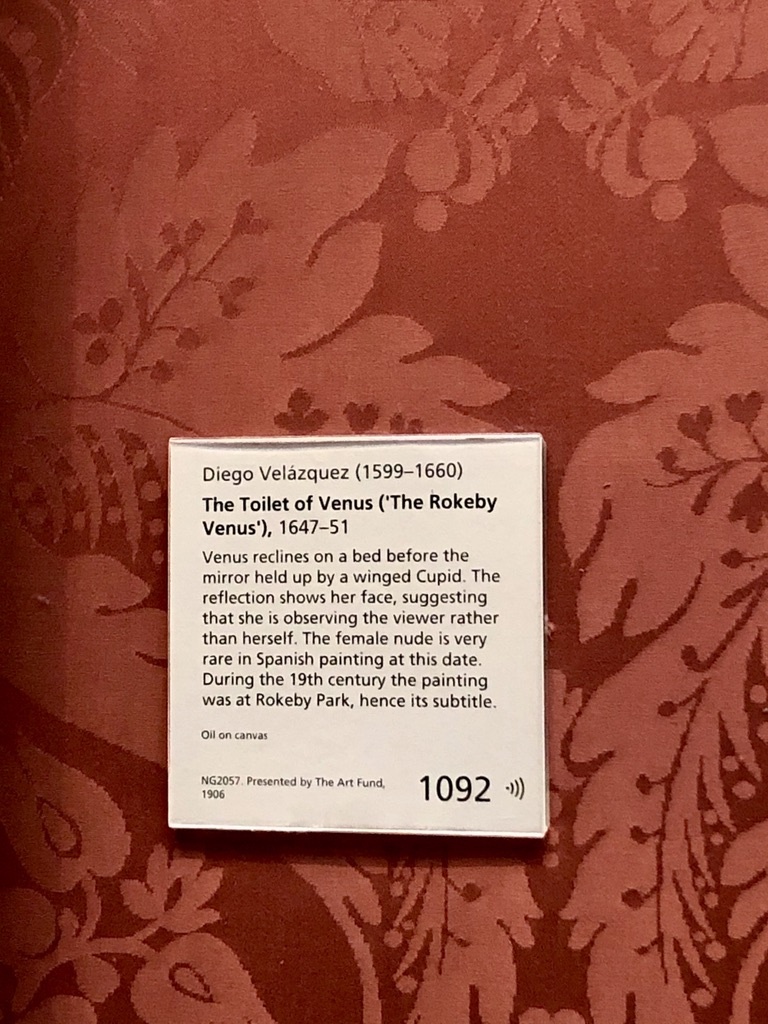 Diego Velázquez (1599–1660)
The Toilet of Venus ('The Rokeby
Venus'), 1647–51
Venus reclines on a bed before the
mirror held up by a winged Cupid. The
reflection shows her face, suggesting
that she is observing the viewer rather
than herself. The female nude is very
rare in Spanish painting at this date.
During the 19th century the painting
was at Rokeby Park, hence its subtitle.
Oil on canvas
NG2057. Presented by The Art Fund,
1906
1092